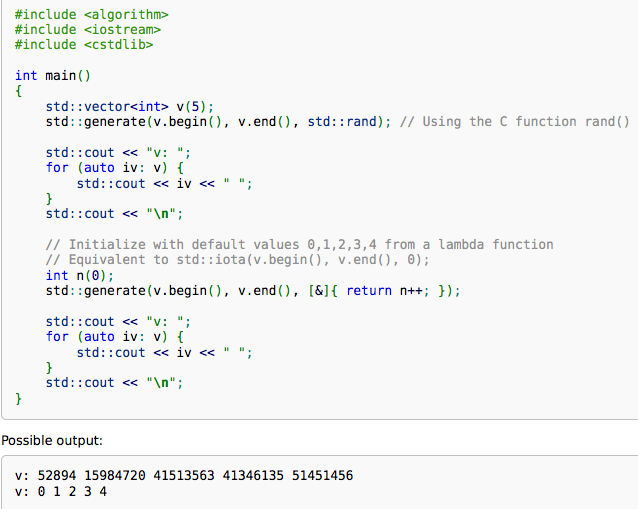 #include <algorithm>
#include <iostream>
#include <cstdlib>

int main()
{
    std::vector<int> v(5);
    std::generate(v.begin(), v.end(), std::rand); // Using the C function rand()

    std::cout << "v: ";
    for (auto iv: v) {
        std::cout << iv << " ";
    }
    std::cout << "\n";

    // Initialize with default values 0,1,2,3,4 from a lambda function
    // Equivalent to std::iota(v.begin(), v.end(), 0);
    int n(0);
    std::generate(v.begin(), v.end(), [&]{ return n++; });

    std::cout << "v: ";
    for (auto iv: v) {
        std::cout << iv << " ";
    }
    std::cout << "\n";
}
Possible output:
v: 52894 15984720 41513563 41346135 51451456
v: 0 1 2 3 4